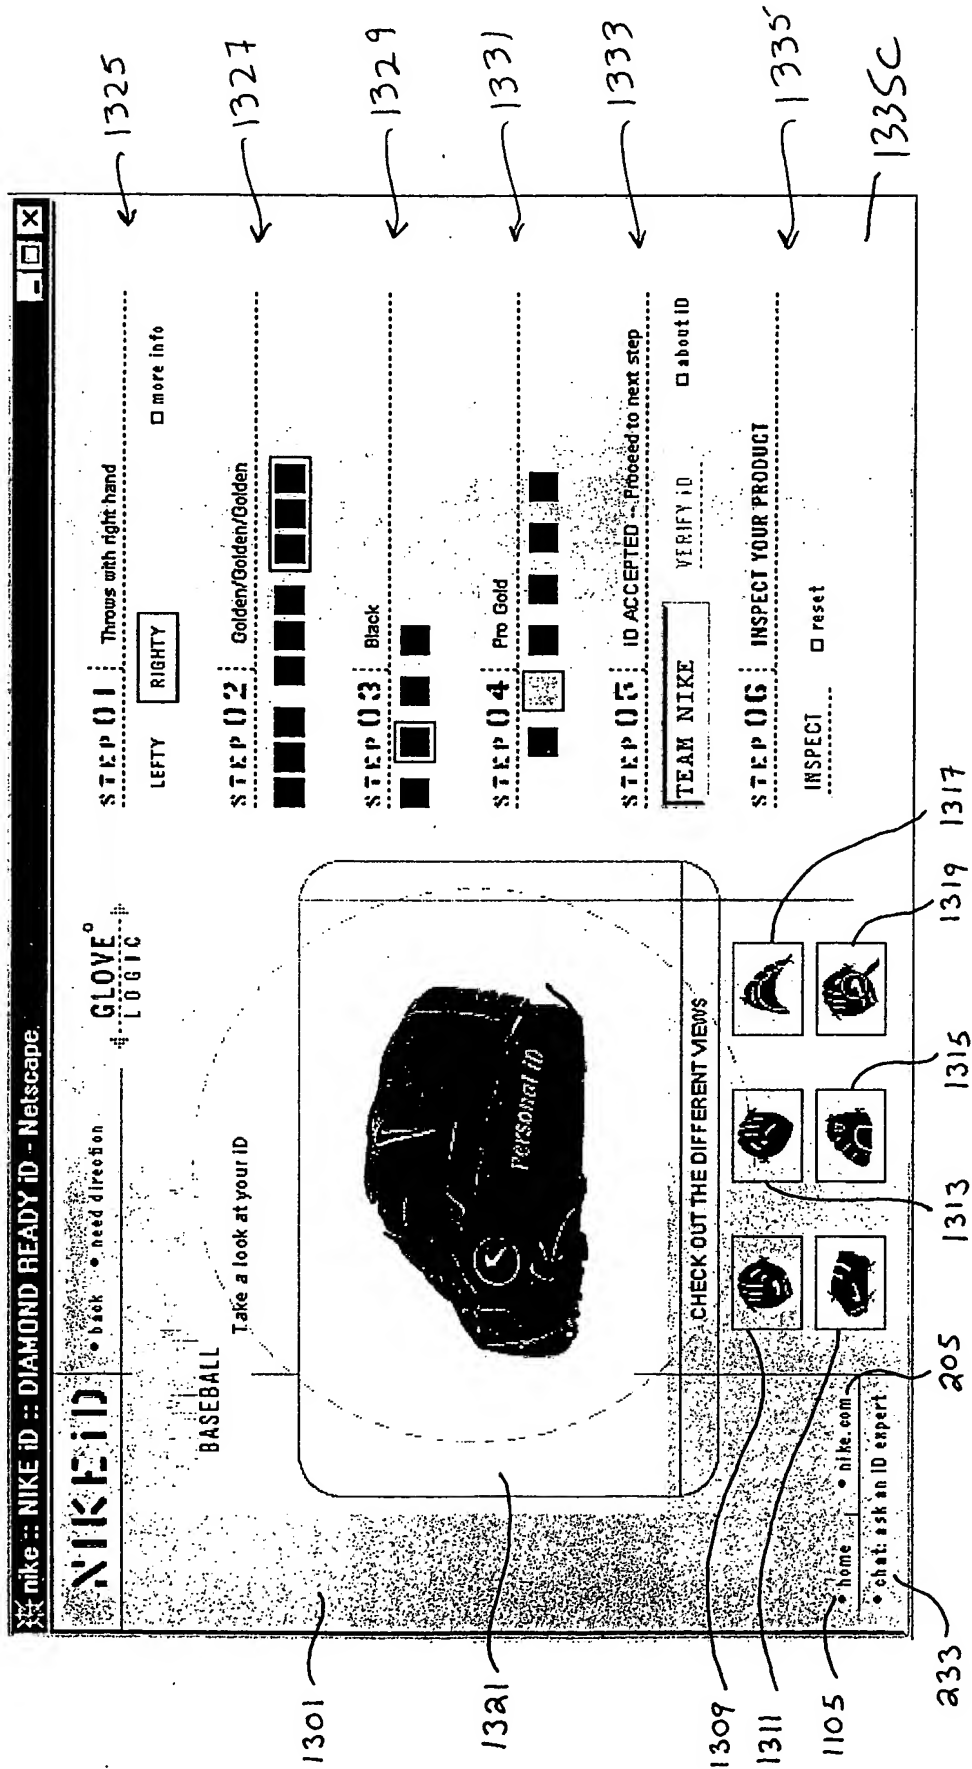 nike :: NIKE iD :: DIAMOND READY iD - Netscape
NIKEiD
• back • need direction
GLOVE°
LOGIC
BASEBALL
Take a look at your iD
Personal iD
CHECK OUT THE DIFFERENT VIEWS
• home • nike.com
• chat: ask an iD expert
STEP 01 Throws with right hand
LEFTY RIGHTY more info
STEP 02 Golden/Golden/Golden
STEP 03 Black
STEP 04 Pro Gold
STEP 05 iD ACCEPTED -- Proceed to next step
TEAM NIKE VERIFY iD about iD
STEP 06 INSPECT YOUR PRODUCT
INSPECT reset
1325
1327
1329
1331
1333
1335
1335C
1301
1321
1309
1311
1105
233
205
1313
1315
1319
1317